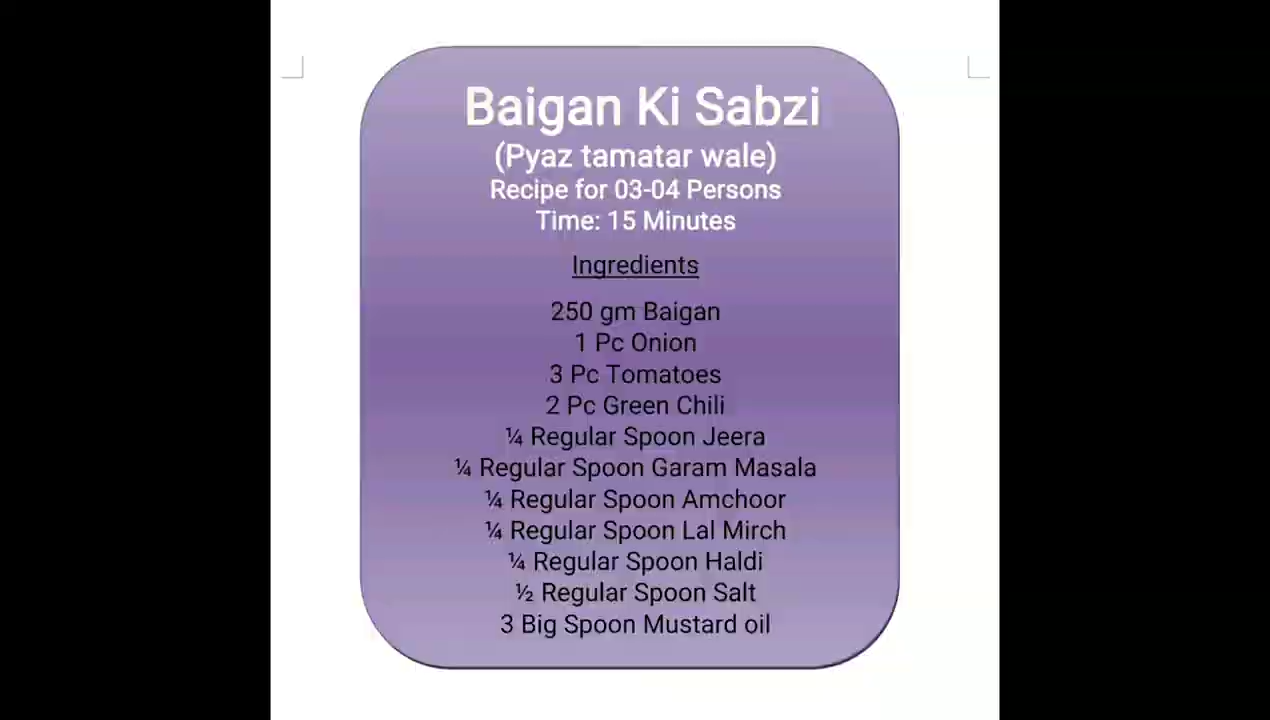 Baigan Ki Sabzi
(Pyaz tamatar wale)
Recipe for 03-04 Persons
Time: 15 Minutes
Ingredients
250 gm Baigan
1 Pc Onion
3 Pc Tomatoes
2 Pc Green Chili
¼ Regular Spoon Jeera
¼ Regular Spoon Garam Masala
¼ Regular Spoon Amchoor
¼ Regular Spoon Lal Mirch
¼ Regular Spoon Haldi
½ Regular Spoon Salt
3 Big Spoon Mustard oil